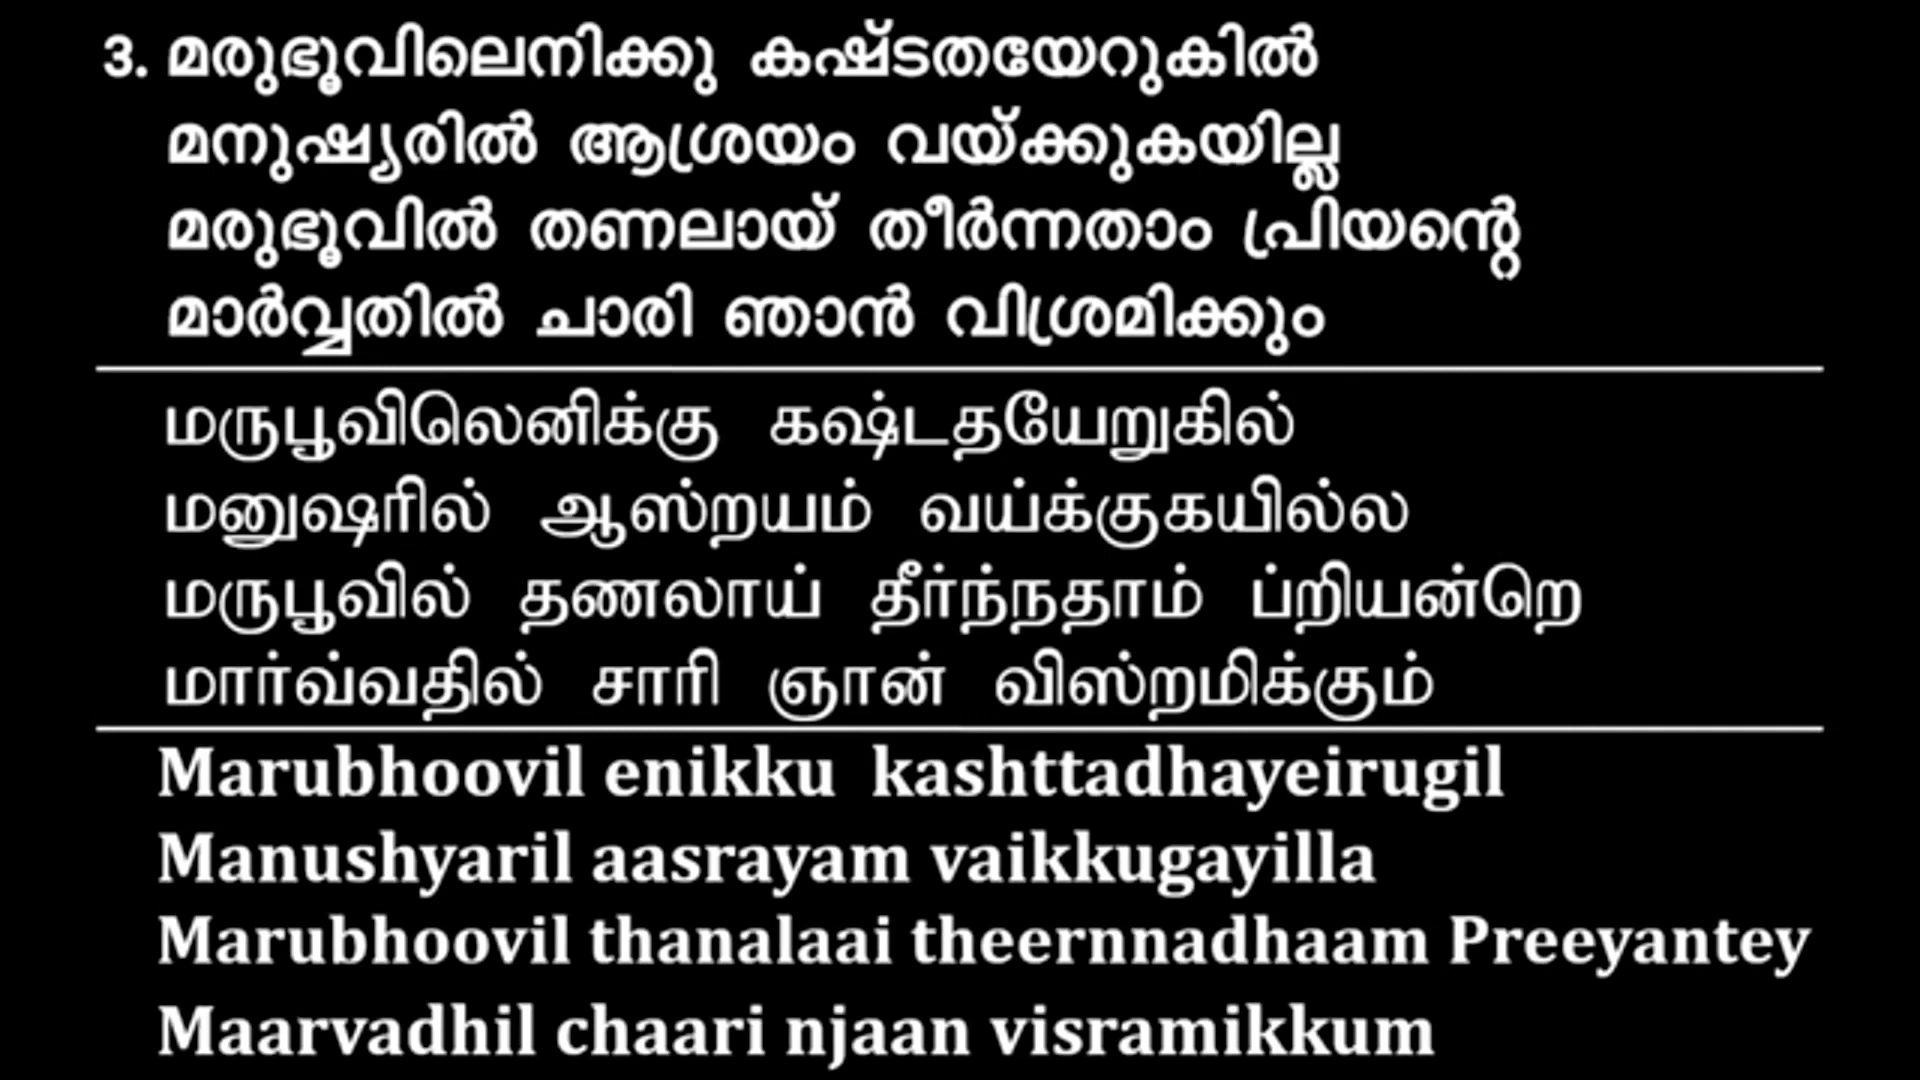 3. മരുഭൂവിലെനിക്കു കഷ്ടതയേറുകിൽ
മനുഷ്യരിൽ ആശ്രയം വയ്ക്കുകയില്ല
മരുഭൂവിൽ തണലായ് തീർന്നതാം പ്രിയന്റെ
മാർവ്വതിൽ ചാരി ഞാൻ വിശ്രമിക്കും
மருபூவிலெனிக்கு கஷ்டதயேறுகில்
மனுஷரில் ஆஸ்றயம் வய்க்குகயில்ல
மருபூவில் தணலாய் தீர்ந்நதாம் ப்றியன்றெ
மார்வ்வதில் சாரி ஞான் விஸ்றமிக்கும்
Marubhoovil enikku kashttadhayeirugil
Manushyaril aasrayam vaikkugayilla
Marubhoovil thanalaai theernnadhaam Preeyantey
Maarvadhil chaari njaan visramikkum